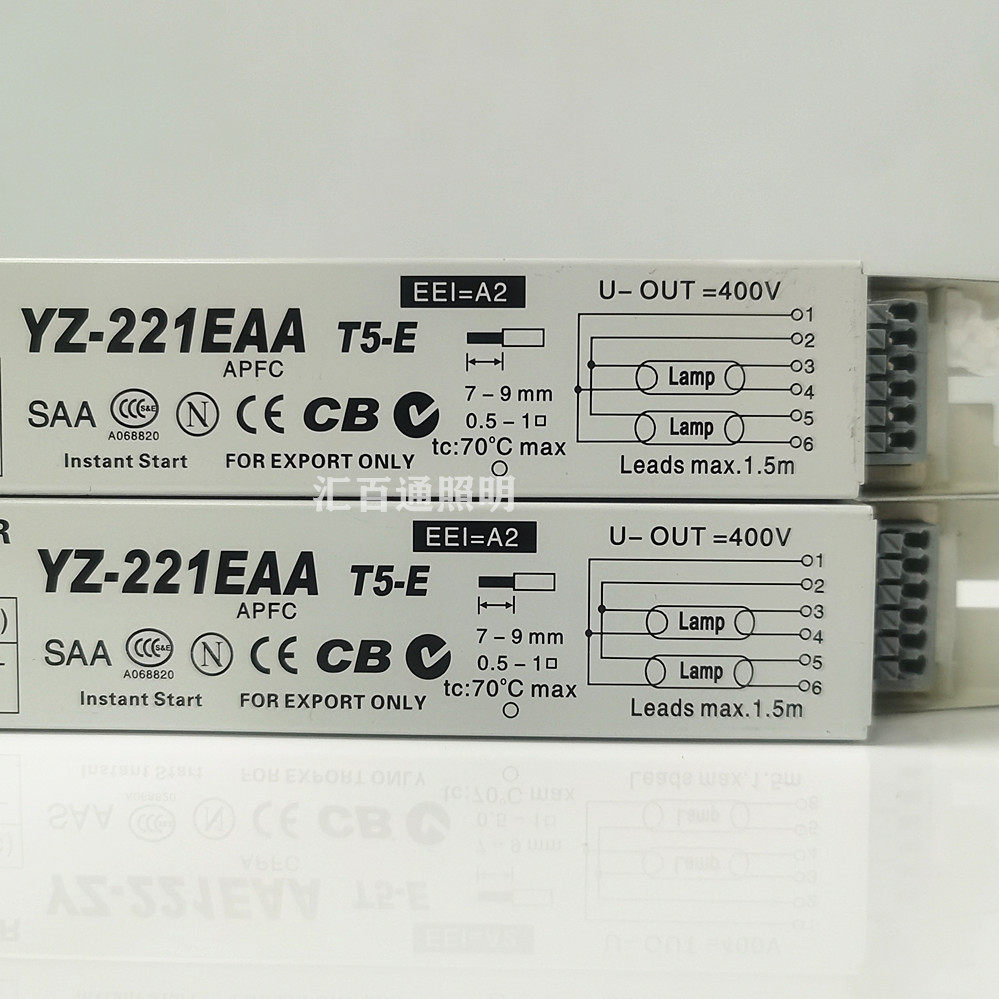 EEI=A2
U- OUT =400V
YZ-221EAA T5-E
APFC
1
2
3
4
5
6
Lamp
Lamp
7 – 9 mm
0.5 – 1□
tc:70°C max
SAA S&E N CE CB
A068820
Instant Start
FOR EXPORT ONLY
Leads max.1.5m
汇百通照明
R
EEI=A2
U- OUT =400V
YZ-221EAA T5-E
APFC
1
2
3
4
5
6
Lamp
Lamp
)
7 – 9 mm
0.5 – 1□
tc:70°C max
SAA S&E N CE CB
A068820
Instant Start
FOR EXPORT ONLY
Leads max.1.5m